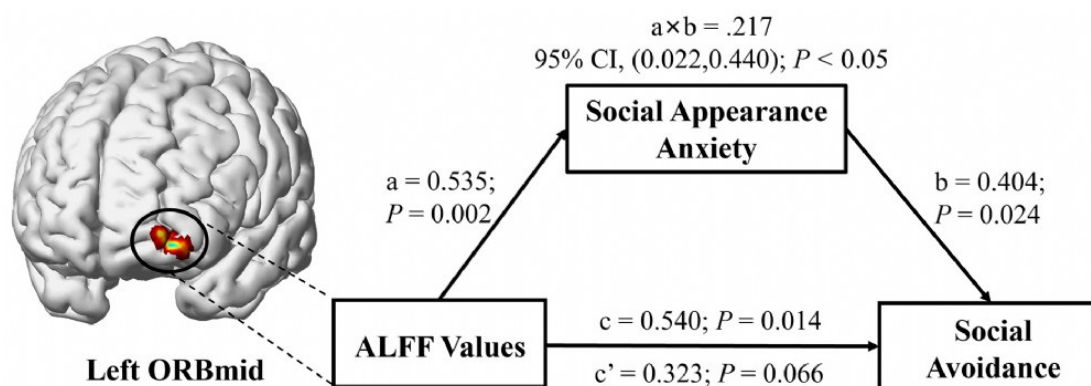 a×b = .217
95% CI, (0.022,0.440); P < 0.05
Social Appearance
Anxiety
a = 0.535;
P = 0.002
b = 0.404;
P = 0.024
ALFF Values
c = 0.540; P = 0.014
c’ = 0.323; P = 0.066
Social
Avoidance
Left ORBmid